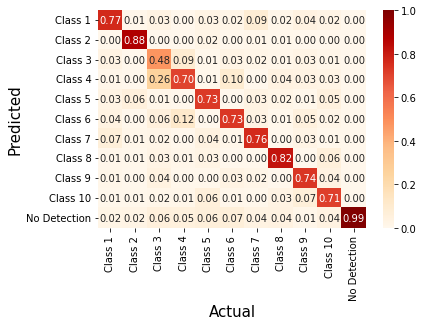 Class 1 0.77 0.01 0.03 0.00 0.03 0.02 0.09 0.02 0.04 0.02 0.00
Class 2 0.00 0.88 0.00 0.00 0.02 0.00 0.01 0.01 0.00 0.00 0.00
Class 3 0.03 0.00 0.48 0.09 0.01 0.03 0.02 0.01 0.03 0.01 0.00
Class 4 0.01 0.00 0.26 0.70 0.01 0.10 0.00 0.04 0.03 0.03 0.00
Class 5 0.03 0.06 0.01 0.00 0.73 0.00 0.03 0.02 0.01 0.05 0.00
Class 6 0.04 0.00 0.06 0.12 0.00 0.73 0.03 0.01 0.05 0.02 0.00
Class 7 0.07 0.01 0.02 0.00 0.04 0.01 0.76 0.00 0.03 0.01 0.00
Class 8 0.01 0.01 0.03 0.03 0.01 0.03 0.01 0.82 0.00 0.06 0.00
Class 9 0.01 0.00 0.04 0.00 0.00 0.03 0.02 0.00 0.74 0.04 0.00
Class 10 0.01 0.01 0.02 0.01 0.06 0.01 0.00 0.03 0.07 0.71 0.00
No Detection 0.02 0.02 0.06 0.05 0.06 0.07 0.04 0.04 0.01 0.04 0.99
Class 1
Class 2
Class 3
Class 4
Class 5
Class 6
Class 7
Class 8
Class 9
Class 10
No Detection
Predicted
Actual
1.0
0.8
0.6
0.4
0.2
0.0